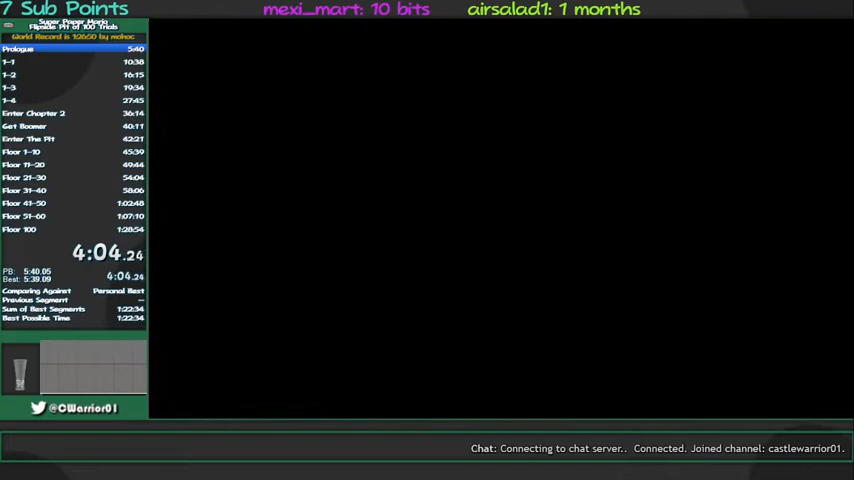 7 Sub Points
mexi_mart: 10 bits
airsalad1: 1 months
Super Paper Mario
Flipside Pit of 100 Trials
World Record is 1:26:50 by mohoc
Prologue 5:40
1-1 10:38
1-2 16:15
1-3 19:34
1-4 27:45
Enter Chapter 2 36:14
Get Boomer 40:11
Enter The Pit 42:21
Floor 1-10 45:39
Floor 11-20 49:44
Floor 21-30 54:04
Floor 31-40 58:06
Floor 41-50 1:02:48
Floor 51-60 1:07:10
Floor 100 1:28:54
4:04.24
PB: 5:40.05
Best: 5:39.09
4:04.24
Comparing Against Personal Best
Previous Segment —
Sum of Best Segments 1:22:34
Best Possible Time 1:22:34
@CWarrior01
Chat: Connecting to chat server.. Connected. Joined channel: castlewarrior01.